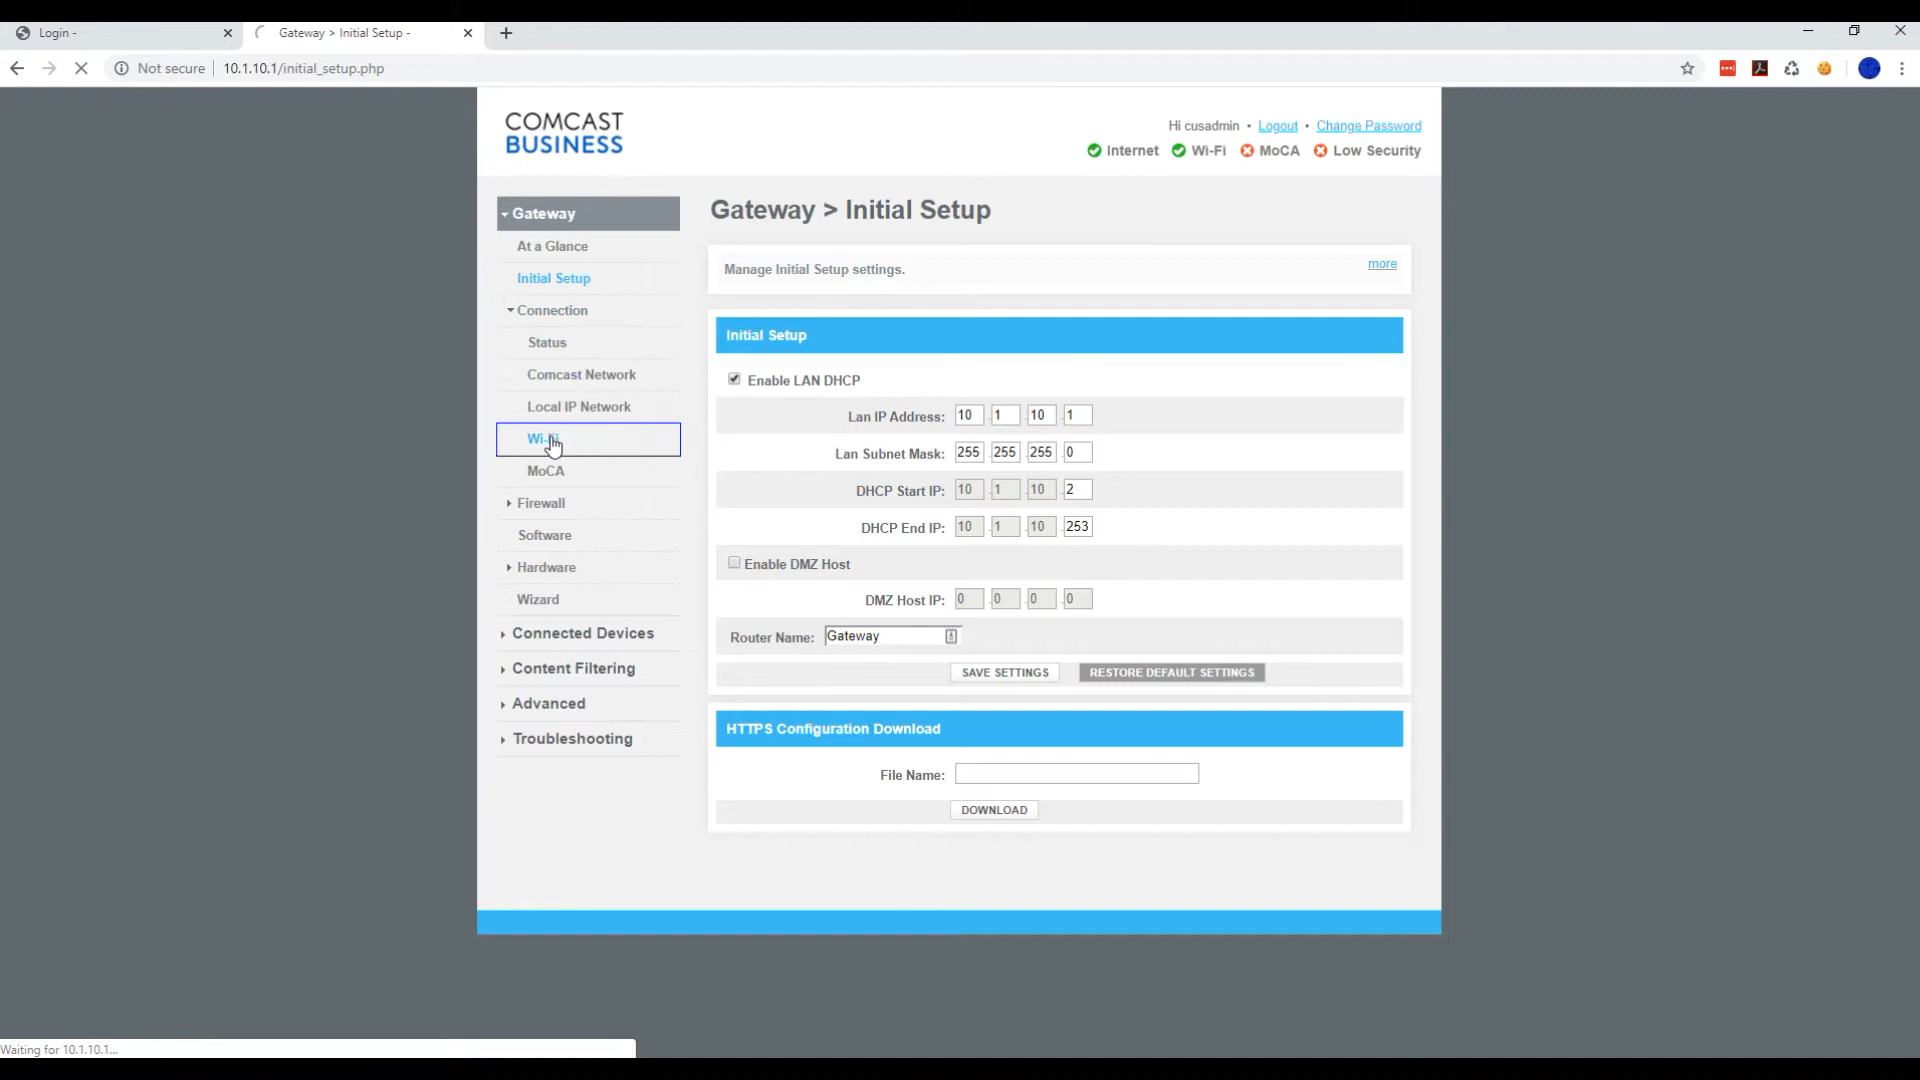 Login -
Gateway > Initial Setup -
Not secure
10.1.10.1/initial_setup.php
COMCAST
BUSINESS
Hi cusadmin • Logout • Change Password
Internet Wi-Fi MoCA Low Security
Gateway
At a Glance
Initial Setup
Connection
Status
Comcast Network
Local IP Network
Wi-Fi
MoCA
Firewall
Software
Hardware
Wizard
Connected Devices
Content Filtering
Advanced
Troubleshooting
Gateway > Initial Setup
Manage Initial Setup settings.
more
Initial Setup
Enable LAN DHCP
Lan IP Address: 10 . 1 . 10 . 1
Lan Subnet Mask: 255 . 255 . 255 . 0
DHCP Start IP: 10 . 1 . 10 . 2
DHCP End IP: 10 . 1 . 10 . 253
Enable DMZ Host
DMZ Host IP: 0 . 0 . 0 . 0
Router Name: Gateway
SAVE SETTINGS RESTORE DEFAULT SETTINGS
HTTPS Configuration Download
File Name:
DOWNLOAD
Waiting for 10.1.10.1...